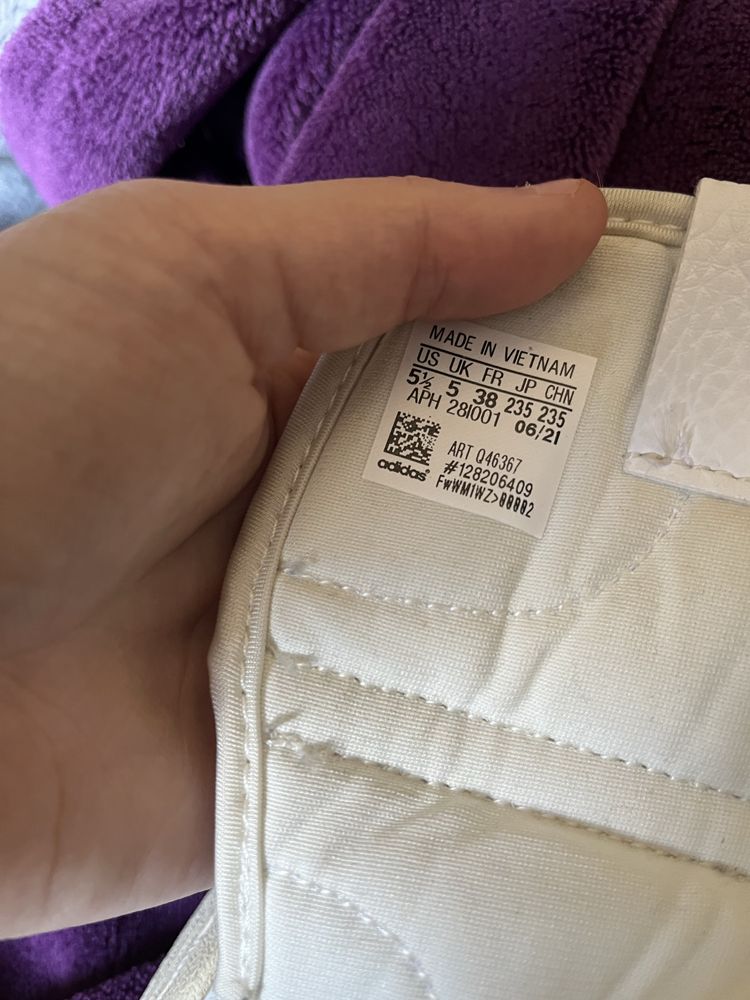 MADE IN VIETNAM
US UK FR JP CHN
5½ 5 38 235 235
APH 28I001 06/21
ART Q46367
#128206409
adidas®
FwWM1WZ>00002